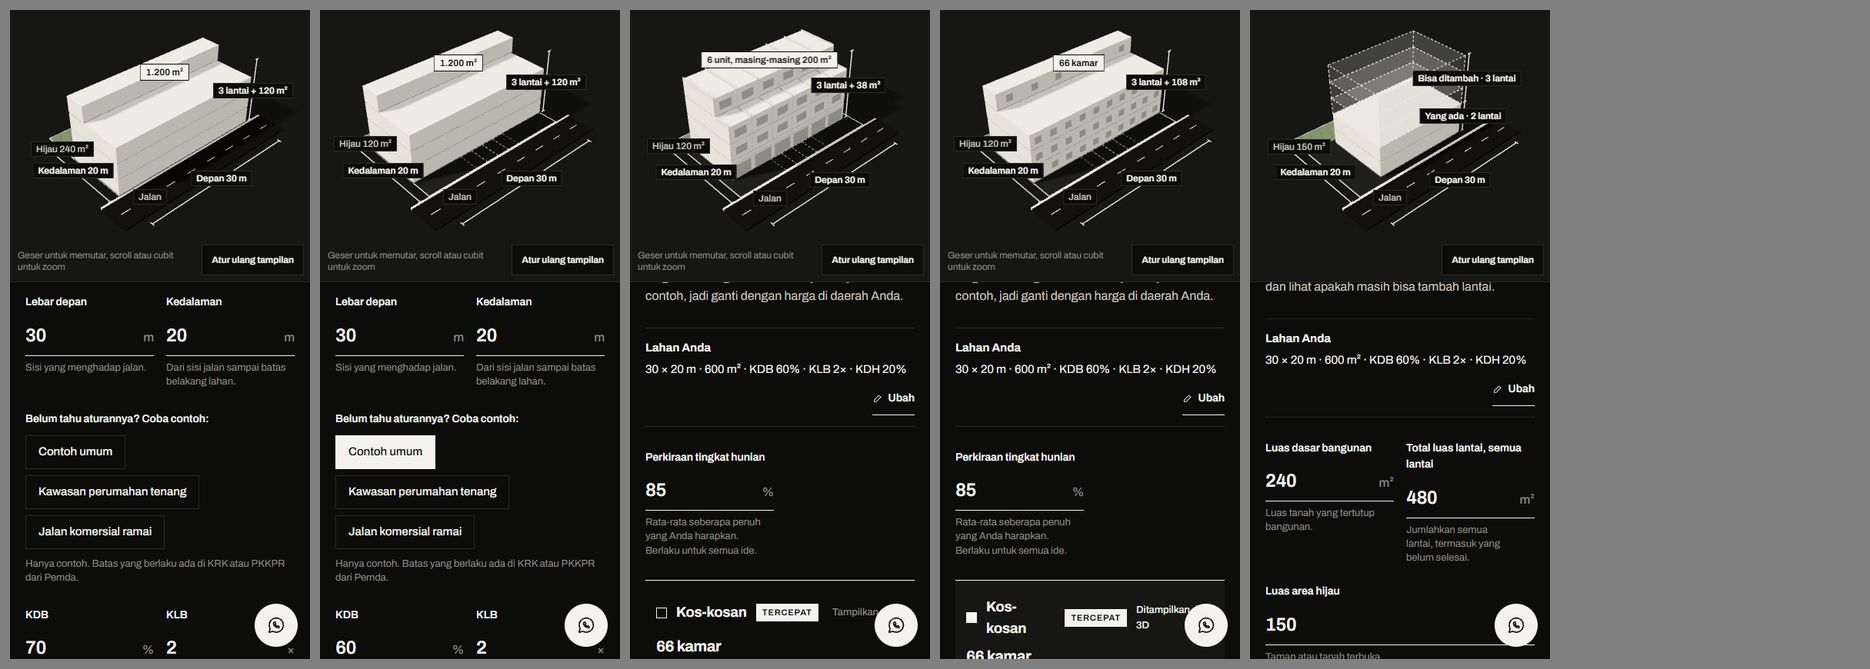 1.200 m²
3 lantai + 120 m²
Hijau 240 m²
Kedalaman 20 m
Depan 30 m
Jalan
Geser untuk memutar, scroll atau cubit
untuk zoom
Atur ulang tampilan
Lebar depan
Kedalaman
30 m
20 m
Sisi yang menghadap jalan.
Dari sisi jalan sampai batas
belakang lahan.
Belum tahu aturannya? Coba contoh:
Contoh umum
Kawasan perumahan tenang
Jalan komersial ramai
Hanya contoh. Batas yang berlaku ada di KRK atau PKKPR
dari Pemda.
KDB
KLB
70 %
2 ×
1.200 m²
3 lantai + 120 m²
Hijau 120 m²
Kedalaman 20 m
Depan 30 m
Jalan
Geser untuk memutar, scroll atau cubit
untuk zoom
Atur ulang tampilan
Lebar depan
Kedalaman
30 m
20 m
Sisi yang menghadap jalan.
Dari sisi jalan sampai batas
belakang lahan.
Belum tahu aturannya? Coba contoh:
Contoh umum
Kawasan perumahan tenang
Jalan komersial ramai
Hanya contoh. Batas yang berlaku ada di KRK atau PKKPR
dari Pemda.
KDB
KLB
60 %
2 ×
6 unit, masing-masing 200 m²
3 lantai + 38 m²
Hijau 120 m²
Kedalaman 20 m
Depan 30 m
Jalan
Geser untuk memutar, scroll atau cubit
untuk zoom
Atur ulang tampilan
contoh, jadi ganti dengan harga di daerah Anda.
Lahan Anda
30 × 20 m · 600 m² · KDB 60% · KLB 2× · KDH 20%
Ubah
Perkiraan tingkat hunian
85 %
Rata-rata seberapa penuh
yang Anda harapkan.
Berlaku untuk semua ide.
Kos-kosan TERCEPAT Tampilkan
66 kamar
66 kamar
3 lantai + 108 m²
Hijau 120 m²
Kedalaman 20 m
Depan 30 m
Jalan
Geser untuk memutar, scroll atau cubit
untuk zoom
Atur ulang tampilan
contoh, jadi ganti dengan harga di daerah Anda.
Lahan Anda
30 × 20 m · 600 m² · KDB 60% · KLB 2× · KDH 20%
Ubah
Perkiraan tingkat hunian
85 %
Rata-rata seberapa penuh
yang Anda harapkan.
Berlaku untuk semua ide.
Kos-
kosan
TERCEPAT
Ditampilkan
3D
66 kamar
Bisa ditambah · 3 lantai
Yang ada · 2 lantai
Hijau 150 m²
Kedalaman 20 m
Depan 30 m
Jalan
Atur ulang tampilan
dan lihat apakah masih bisa tambah lantai.
Lahan Anda
30 × 20 m · 600 m² · KDB 60% · KLB 2× · KDH 20%
Ubah
Luas dasar bangunan
Total luas lantai, semua
lantai
240 m²
480 m²
Luas tanah yang tertutup
bangunan.
Jumlahkan semua
lantai, termasuk yang
belum selesai.
Luas area hijau
150
Taman atau tanah terbuka